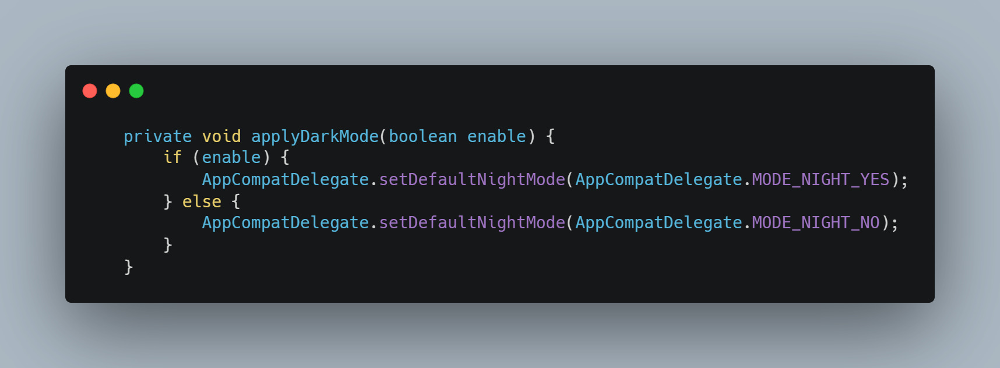 private void applyDarkMode(boolean enable) {
    if (enable) {
        AppCompatDelegate.setDefaultNightMode(AppCompatDelegate.MODE_NIGHT_YES);
    } else {
        AppCompatDelegate.setDefaultNightMode(AppCompatDelegate.MODE_NIGHT_NO);
    }
}